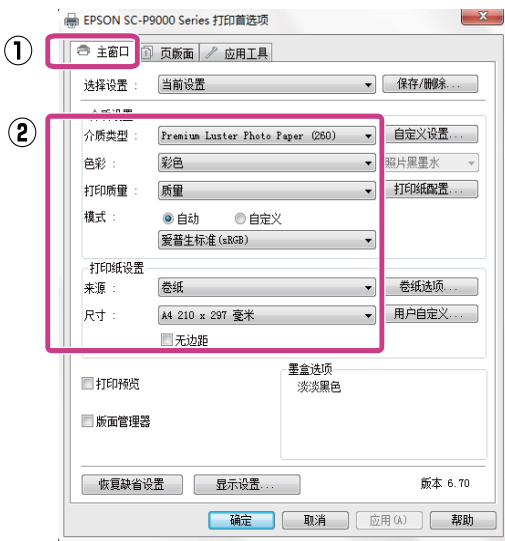 EPSON SC-P9000 Series 打印首选项
① 主窗口 页版面 应用工具
选择设置： 当前设置 保存/删除...
介质设置
②
介质类型： Premium Luster Photo Paper (260) 自定义设置...
色彩： 彩色 照片黑墨水
打印质量： 质量 打印纸配置...
模式： 自动 自定义
爱普生标准(sRGB)
打印纸设置
来源： 卷纸 卷纸选项...
尺寸： A4 210 x 297 毫米 用户自定义...
无边距
墨盒选项
打印预览 淡淡黑色
版面管理器
恢复缺省设置 显示设置... 版本 6.70
确定 取消 应用(A) 帮助